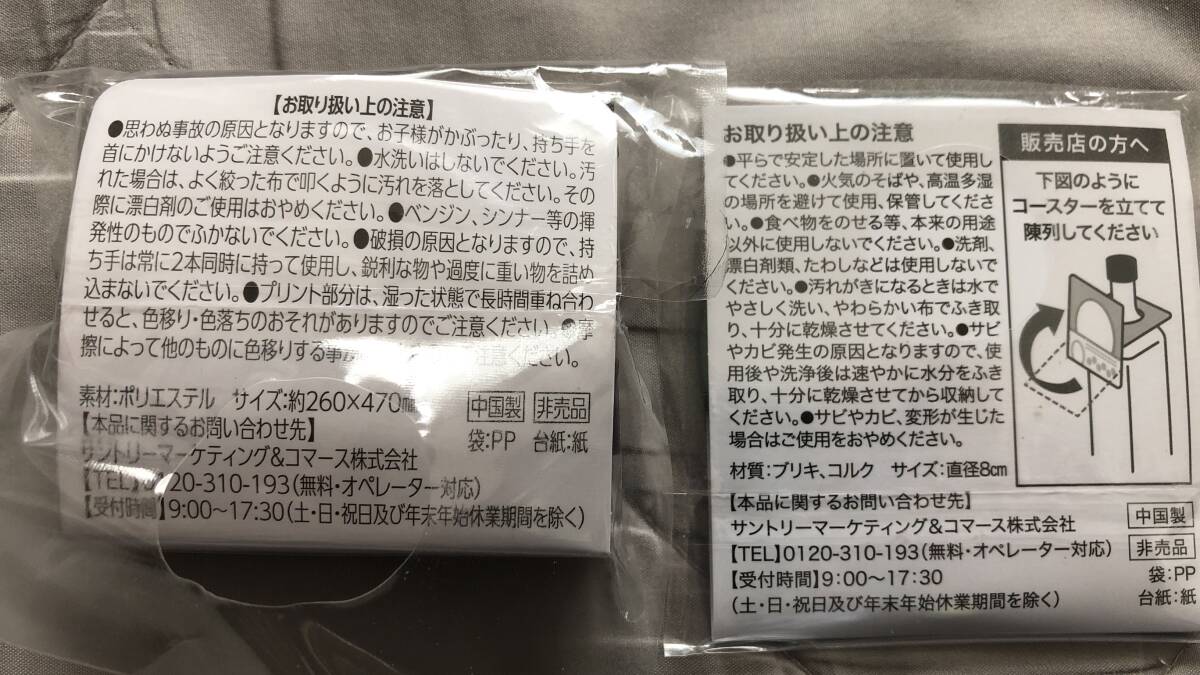 【お取り扱い上の注意】
●思わぬ事故の原因となりますので、お子様がかぶったり、持ち手を
首にかけないようご注意ください。●水洗いはしないでください。汚
れた場合は、よく絞った布で叩くように汚れを落としてください。その
際に漂白剤のご使用はおやめください。●ベンジン、シンナー等の揮
発性のものでふかないでください。●破損の原因となりますので、持
ち手は常に2本同時に持って使用し、鋭利な物や過度に重い物を詰め
込まないでください。●プリント部分は、湿った状態で長時間重ね合わ
せると、色移り・色落ちのおそれがありますのでご注意ください。●摩
擦によって他のものに色移りする事が 注意ください。
素材:ポリエステル サイズ:約260×470
中国製 非売品
【本品に関するお問い合わせ先】
袋:PP 台紙:紙
サントリーマーケティング&コマース株式会社
【TEL】0120-310-193(無料・オペレーター対応)
【受付時間】9:00〜17:30(土・日・祝日及び年末年始休業期間を除く)
お取り扱い上の注意
●平らで安定した場所に置いて使用し
てください。●火気のそばや、高温多湿
の場所を避けて使用、保管してくださ
い。●食べ物をのせる等、本来の用途
以外に使用しないでください。●洗剤、
漂白剤類、たわしなどは使用しないで
ください。●汚れが気になるときは水で
やさしく洗い、やわらかい布でふき取
り、十分に乾燥させてください。●サビ
やカビ発生の原因となりますので、使
用後や洗浄後は速やかに水分をふき
取り、十分に乾燥させてから収納して
ください。●サビやカビ、変形が生じた
場合はご使用をおやめください。
材質:ブリキ、コルク サイズ:直径8cm
販売店の方へ
下図のように
コースターを立てて
陳列してください
【本品に関するお問い合わせ先】
サントリーマーケティング&コマース株式会社
【TEL】0120-310-193(無料・オペレーター対応)
【受付時間】9:00〜17:30
(土・日・祝日及び年末年始休業期間を除く)
中国製
非売品
袋:PP
台紙:紙